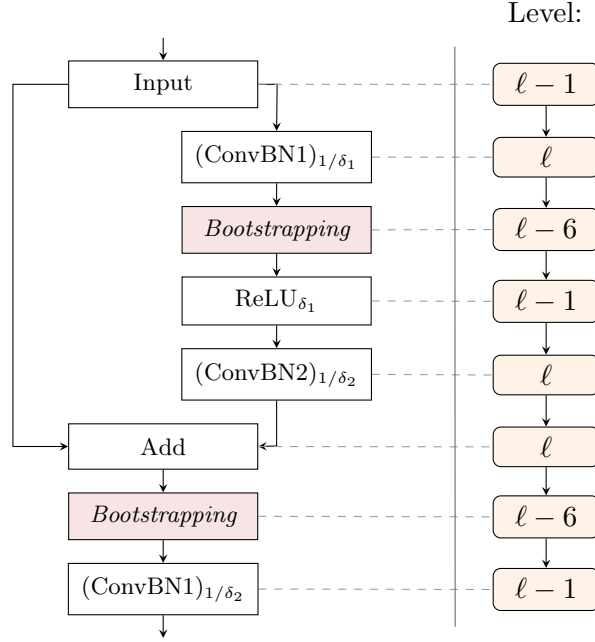 Level:
Input
ℓ − 1
(ConvBN1)₁/δ₁
ℓ
Bootstrapping
ℓ − 6
ReLU_δ₁
ℓ − 1
(ConvBN2)₁/δ₂
ℓ
Add
ℓ
Bootstrapping
ℓ − 6
(ConvBN1)₁/δ₂
ℓ − 1